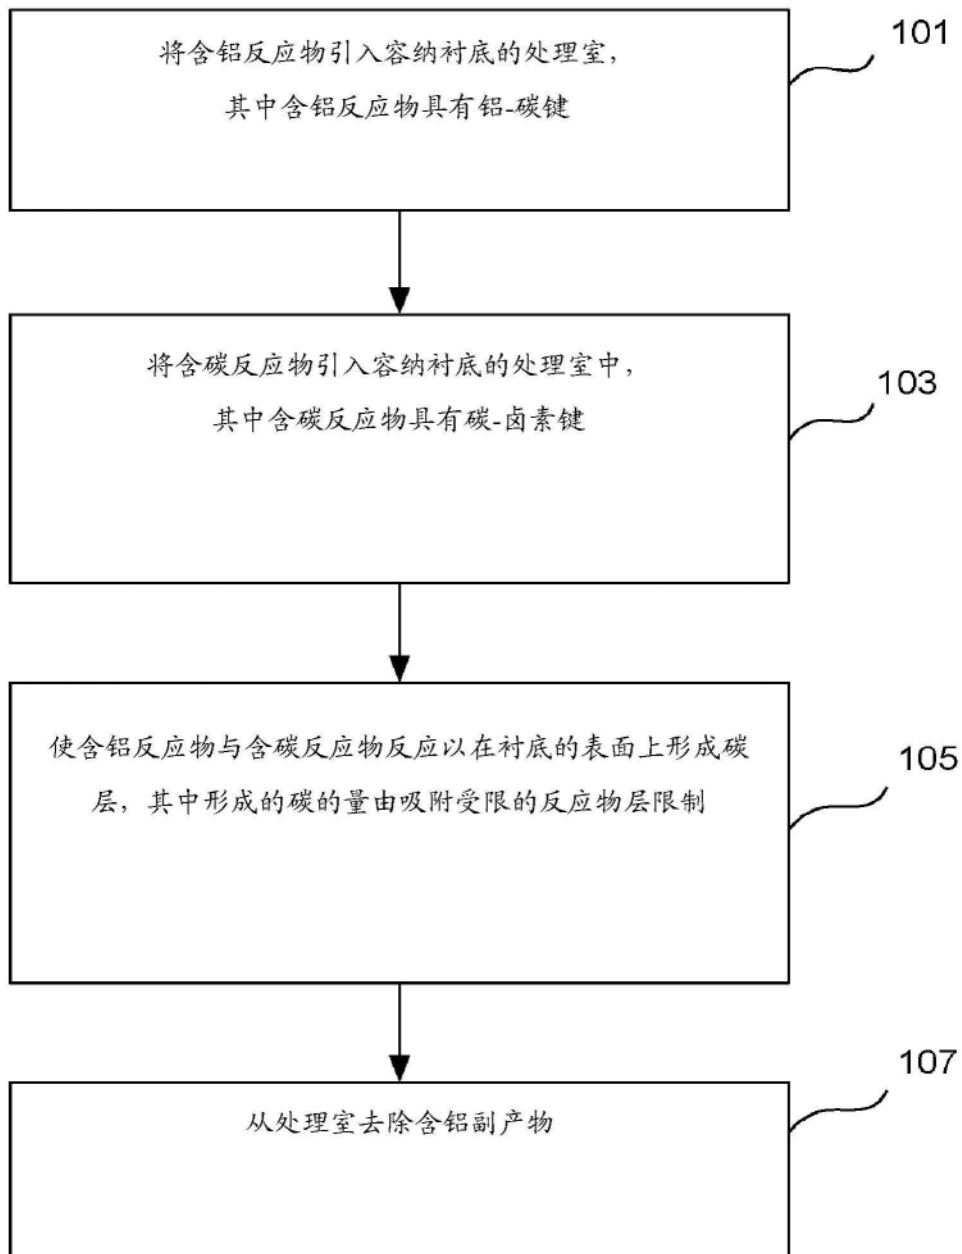 将含铝反应物引入容纳衬底的处理室，
其中含铝反应物具有铝-碳键
101
将含碳反应物引入容纳衬底的处理室中，
其中含碳反应物具有碳-卤素键
103
使含铝反应物与含碳反应物反应以在衬底的表面上形成碳
层，其中形成的碳的量由吸附受限的反应物层限制
105
从处理室去除含铝副产物
107